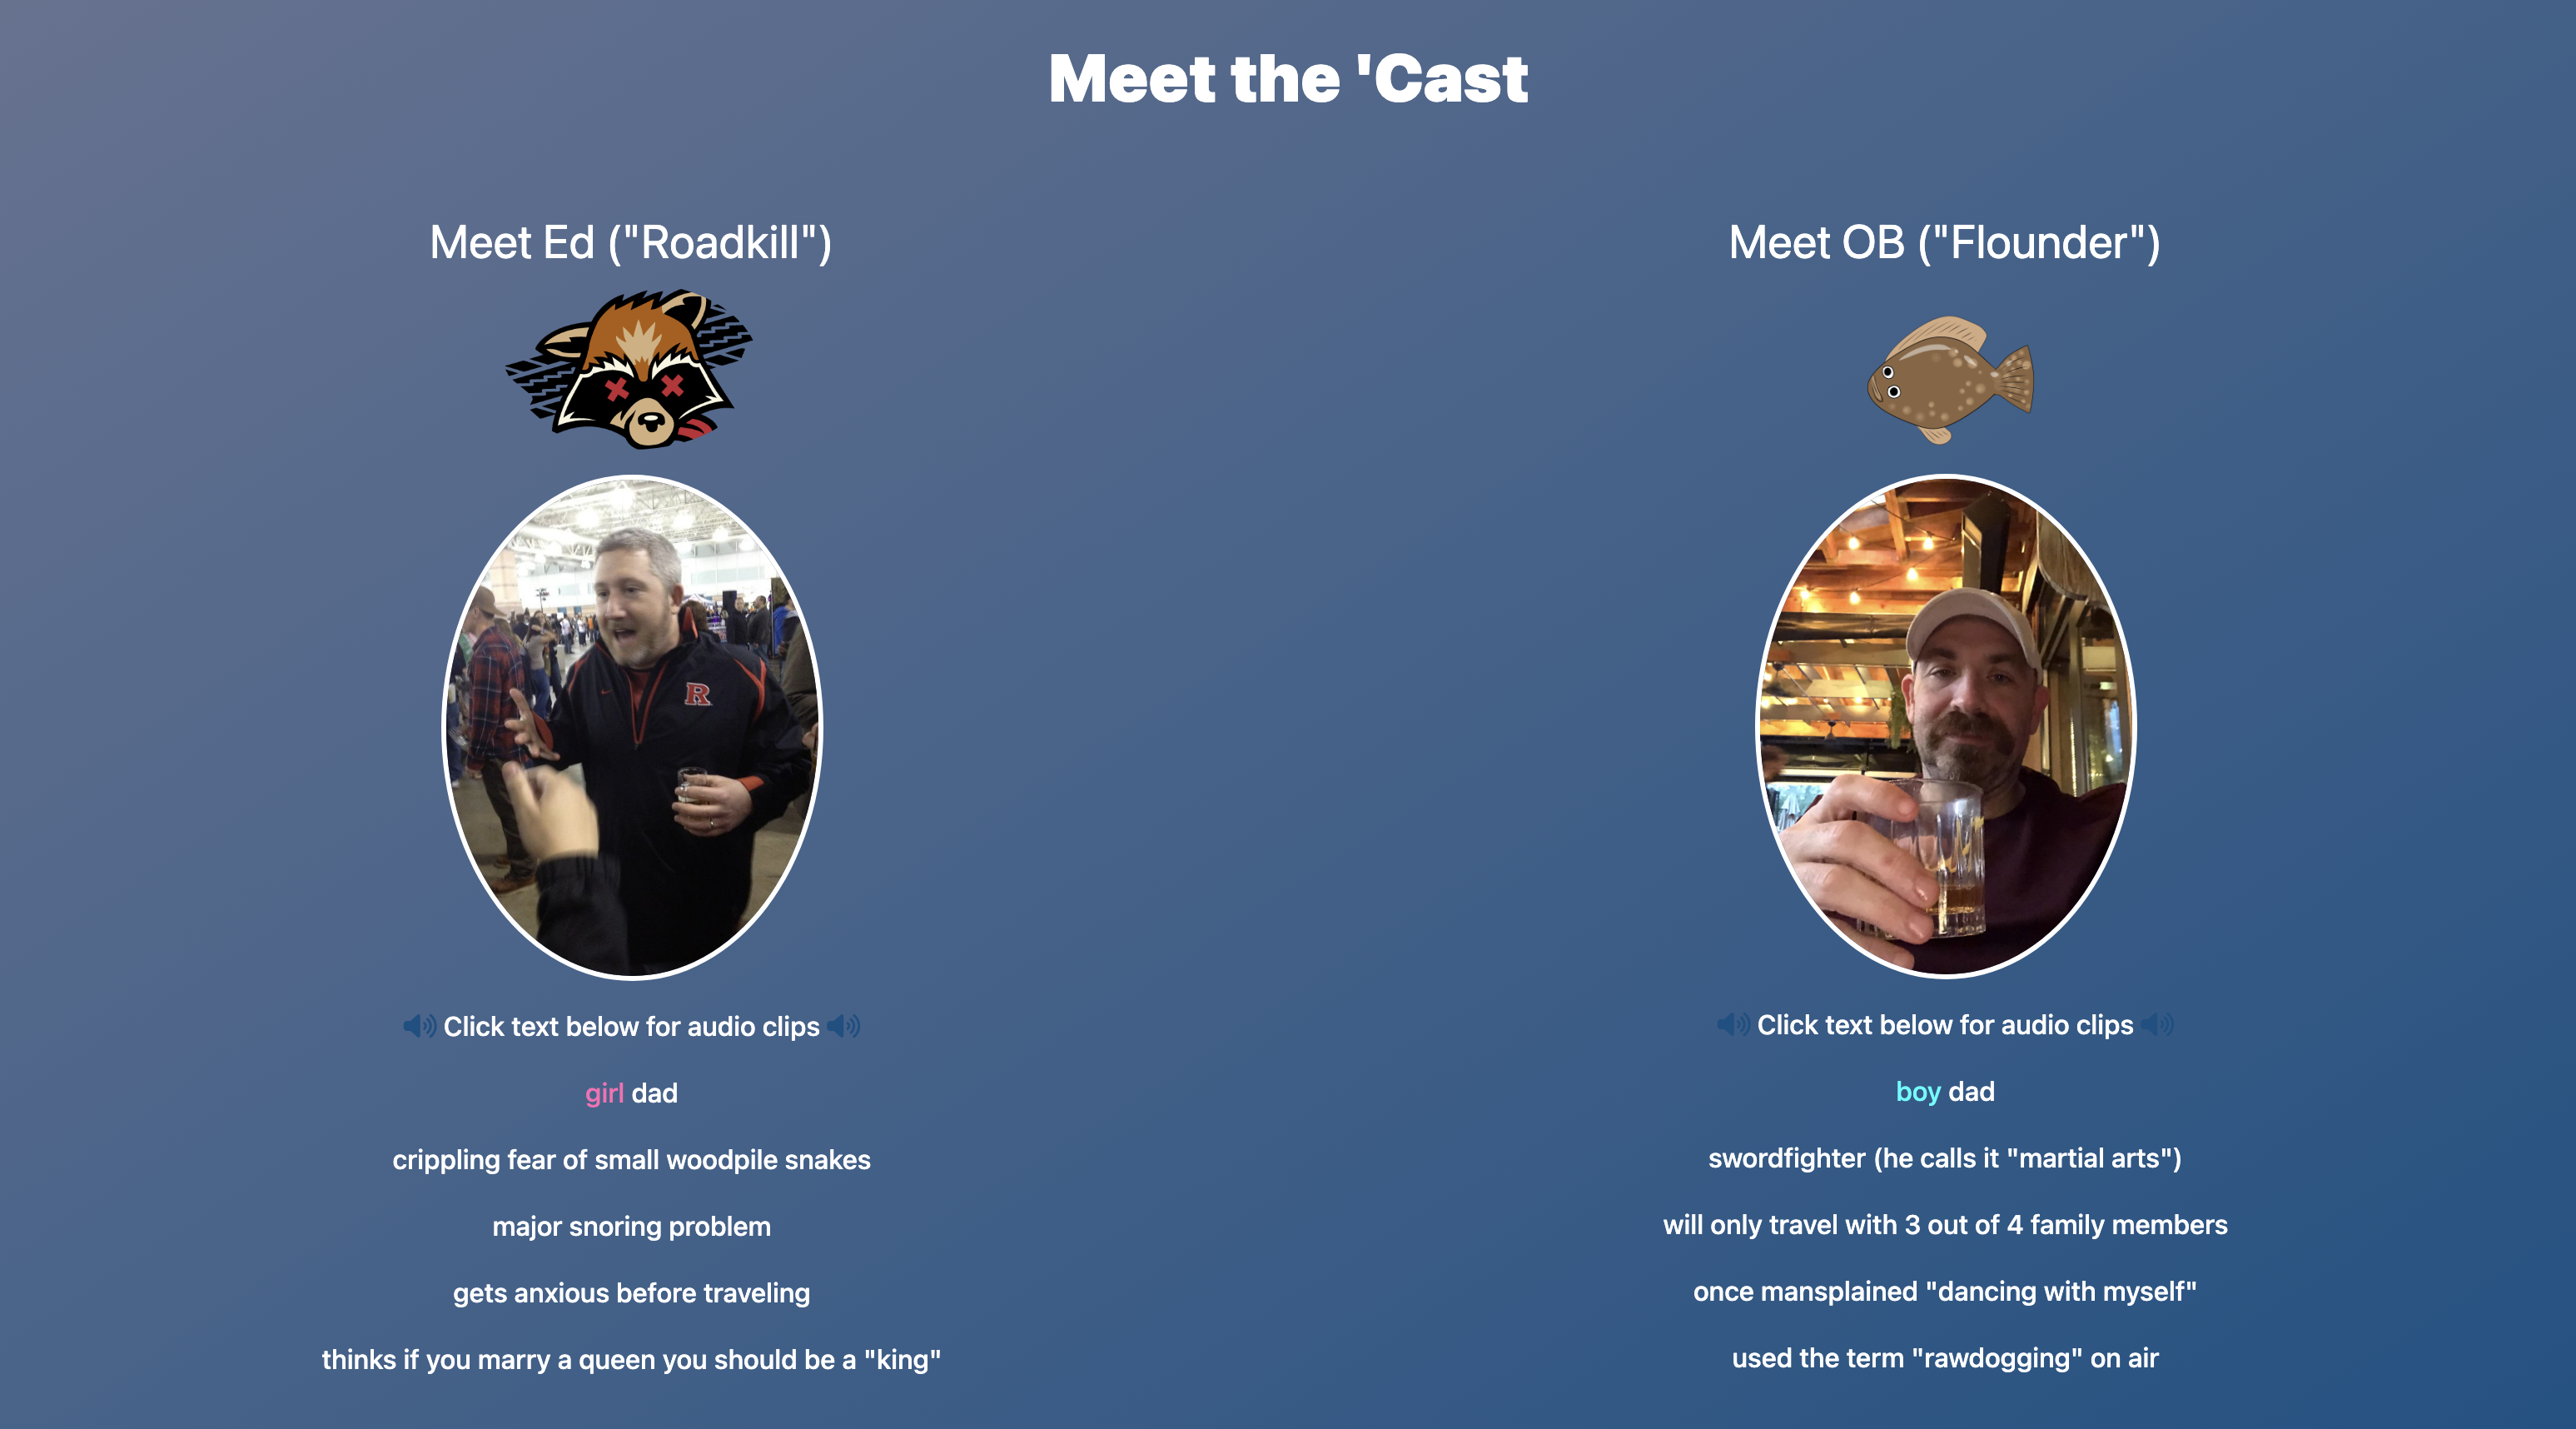 Meet the 'Cast
Meet Ed ("Roadkill")
R
Click text below for audio clips
girl dad
crippling fear of small woodpile snakes
major snoring problem
gets anxious before traveling
thinks if you marry a queen you should be a "king"
Meet OB ("Flounder")
Click text below for audio clips
boy dad
swordfighter (he calls it "martial arts")
will only travel with 3 out of 4 family members
once mansplained "dancing with myself"
used the term "rawdogging" on air